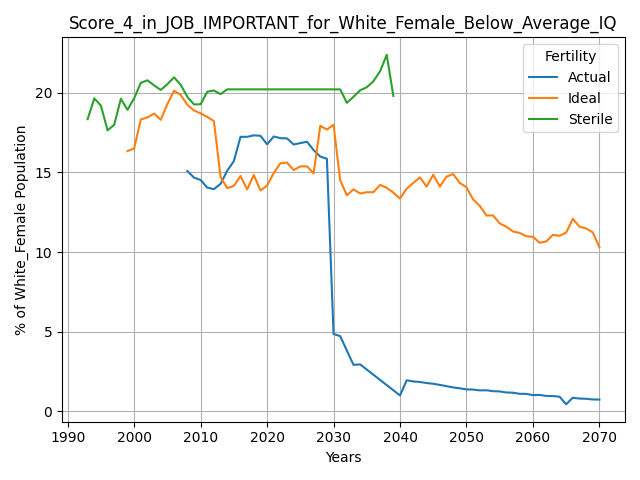 Score_4_in_JOB_IMPORTANT_for_White_Female_Below_Average_IQ
Fertility
Actual
Ideal
Sterile
% of White_Female Population
20
15
10
5
0
1990 2000 2010 2020 2030 2040 2050 2060 2070
Years